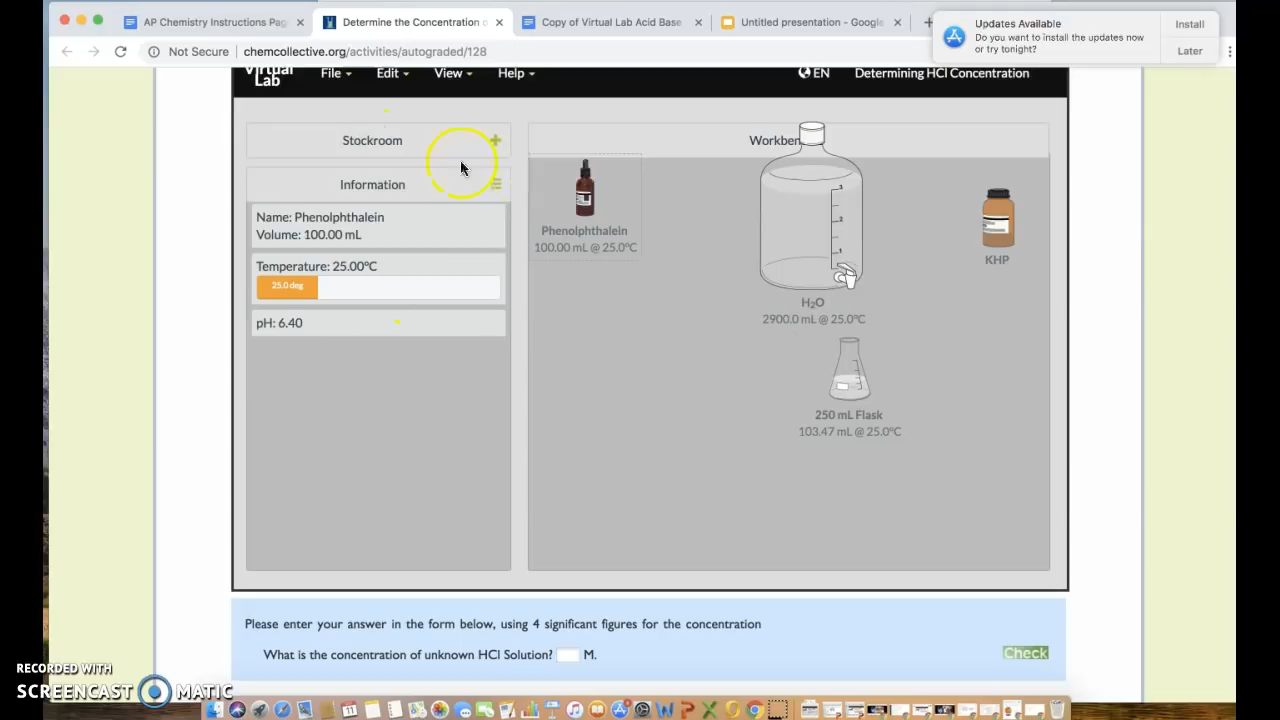 AP Chemistry Instructions Pag
Determine the Concentration o
Copy of Virtual Lab Acid Base
Untitled presentation - Google
Updates Available
Do you want to install the updates now
or try tonight?
Install
Later
Not Secure
chemcollective.org/activities/autograded/128
Virtual
Lab
File
Edit
View
Help
EN
Determining HCl Concentration
Stockroom
Information
Name: Phenolphthalein
Volume: 100.00 mL
Temperature: 25.00°C
25.0 deg
pH: 6.40
Workben
Phenolphthalein
100.00 mL @ 25.0°C
3
2
1
H₂O
2900.0 mL @ 25.0°C
KHP
250 mL Flask
103.47 mL @ 25.0°C
Please enter your answer in the form below, using 4 significant figures for the concentration
What is the concentration of unknown HCl Solution? M.
Check
RECORDED WITH
SCREENCAST MATIC